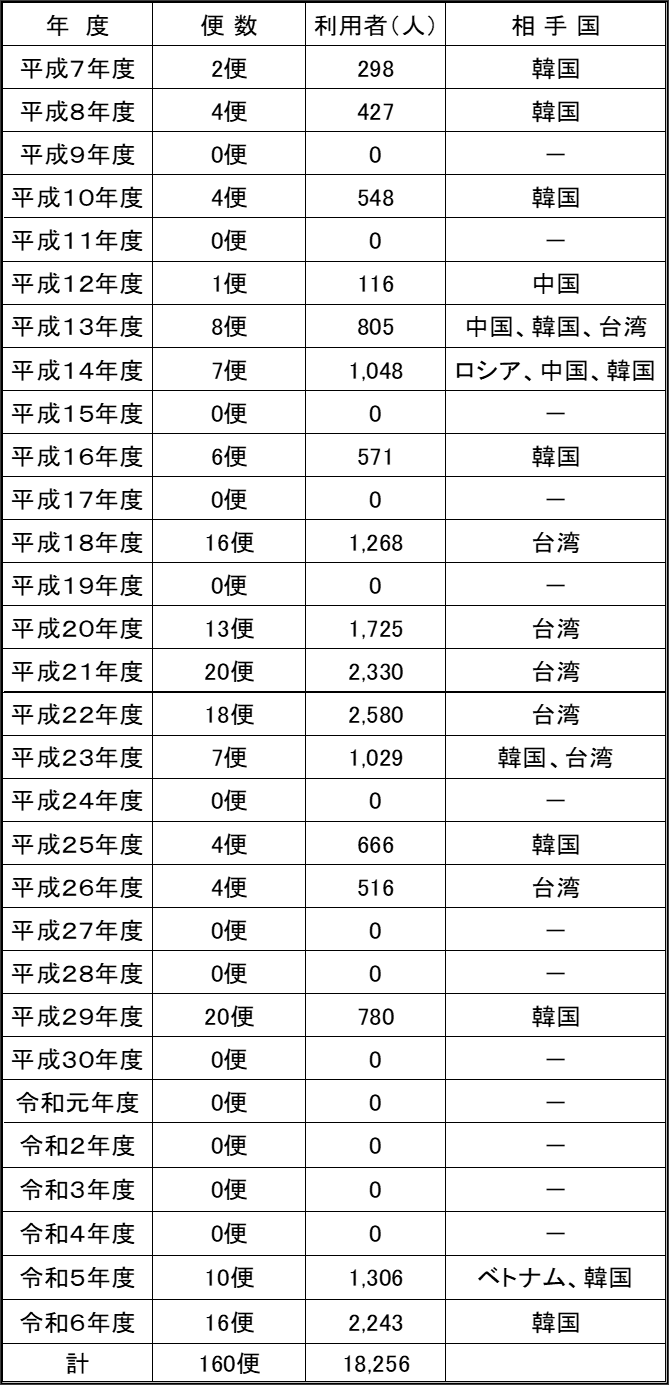 年 度 便 数 利用者（人） 相 手 国
平成７年度 2便 298 韓国
平成８年度 4便 427 韓国
平成９年度 0便 0 －
平成１０年度 4便 548 韓国
平成１１年度 0便 0 －
平成１２年度 1便 116 中国
平成１３年度 8便 805 中国、韓国、台湾
平成１４年度 7便 1,048 ロシア、中国、韓国
平成１５年度 0便 0 －
平成１６年度 6便 571 韓国
平成１７年度 0便 0 －
平成１８年度 16便 1,268 台湾
平成１９年度 0便 0 －
平成２０年度 13便 1,725 台湾
平成２１年度 20便 2,330 台湾
平成２２年度 18便 2,580 台湾
平成２３年度 7便 1,029 韓国、台湾
平成２４年度 0便 0 －
平成２５年度 4便 666 韓国
平成２６年度 4便 516 台湾
平成２７年度 0便 0 －
平成２８年度 0便 0 －
平成２９年度 20便 780 韓国
平成３０年度 0便 0 －
令和元年度 0便 0 －
令和２年度 0便 0 －
令和３年度 0便 0 －
令和４年度 0便 0 －
令和５年度 10便 1,306 ベトナム、韓国
令和６年度 16便 2,243 韓国
計 160便 18,256